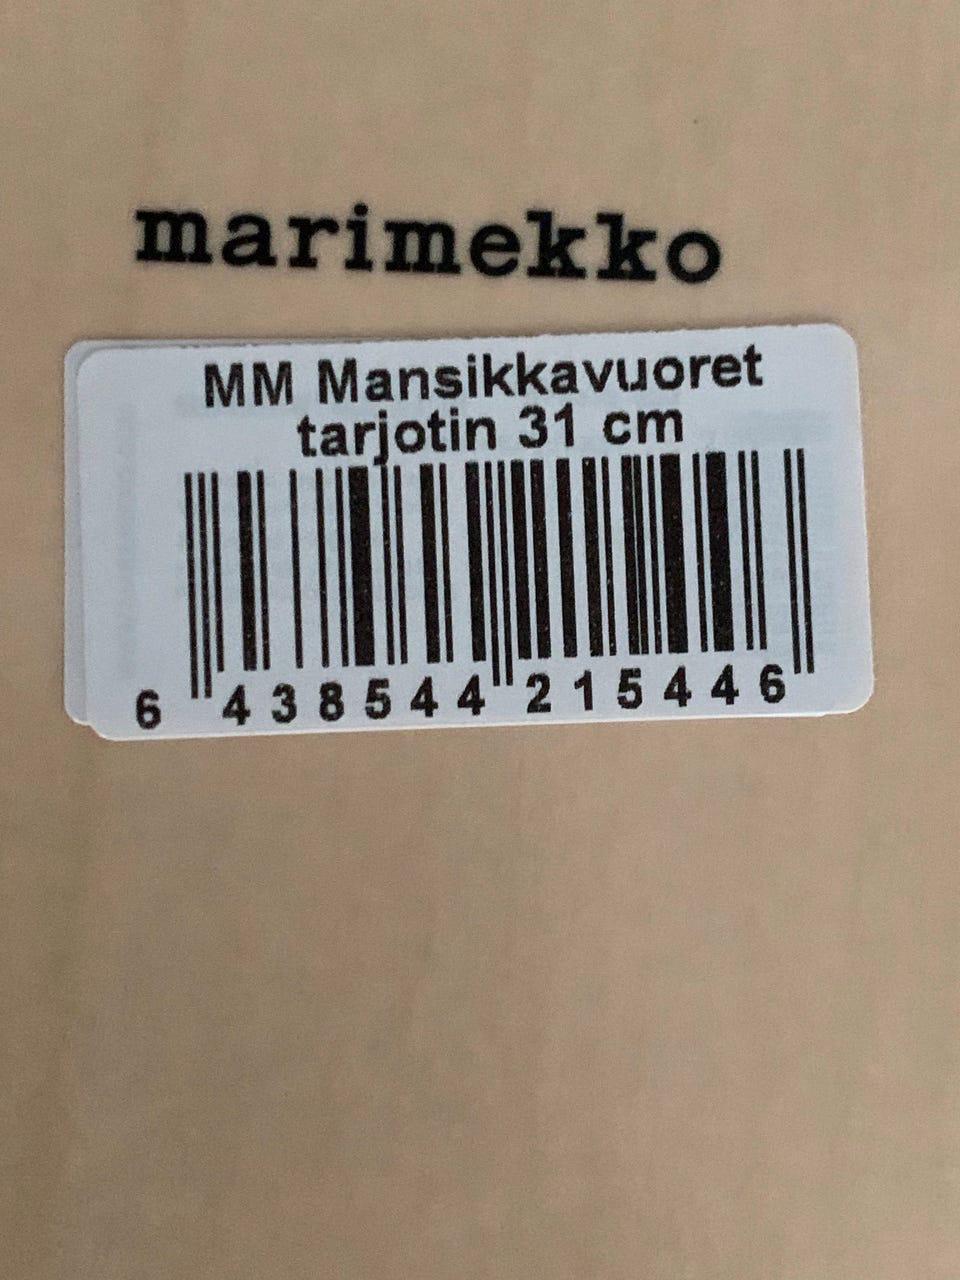 marimekko
MM Mansikkavuoret
tarjotin 31 cm
6 438544 215446